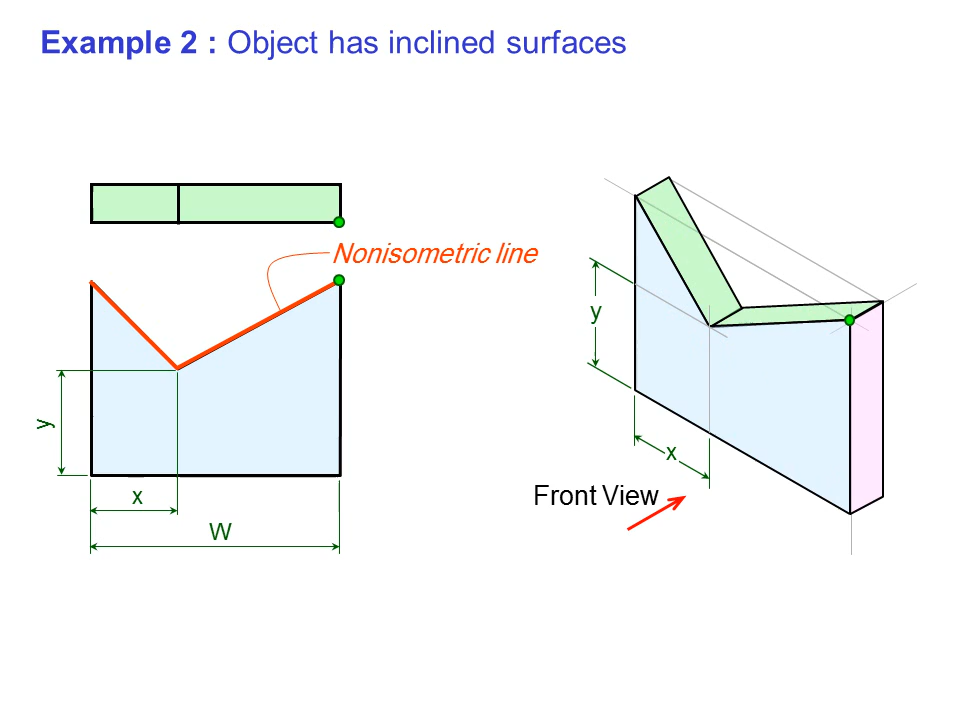 Example 2 : Object has inclined surfaces
Nonisometric line
y
x
W
y
x
Front View